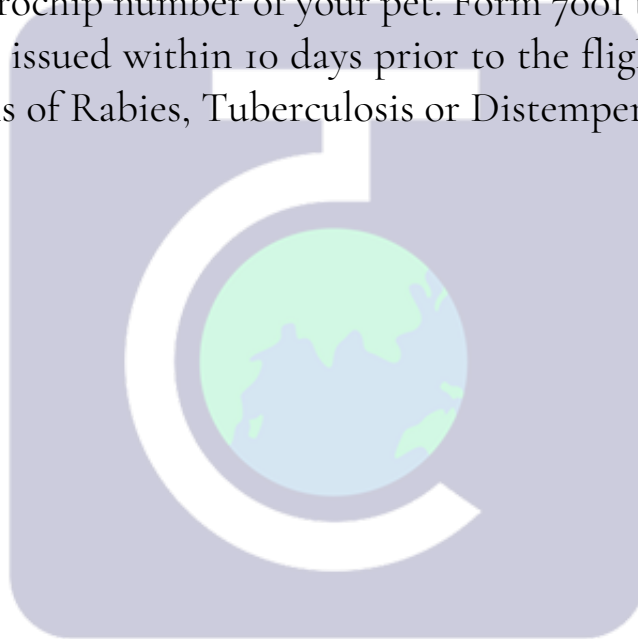 rochip number of your pet. Form 7001
issued within 10 days prior to the flig
s of Rabies, Tuberculosis or Distemper